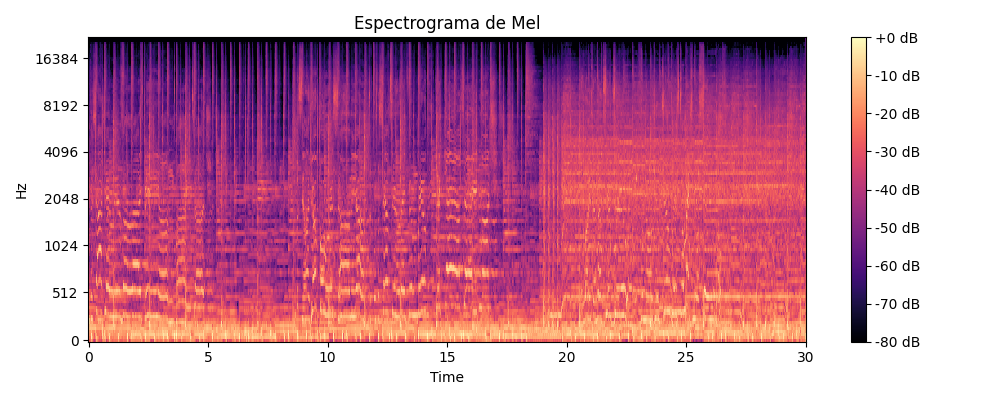 Espectrograma de Mel
Hz
16384
8192
4096
2048
1024
512
0
0 5 10 15 20 25 30
Time
+0 dB
-10 dB
-20 dB
-30 dB
-40 dB
-50 dB
-60 dB
-70 dB
-80 dB